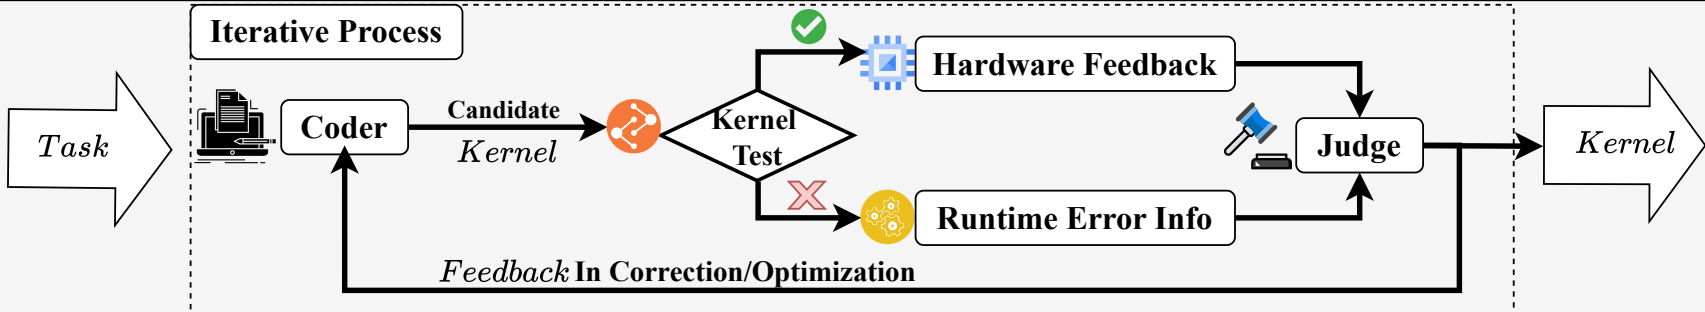 Iterative Process
Task
Coder
Candidate
Kernel
Kernel
Test
Hardware Feedback
Runtime Error Info
Judge
Kernel
Feedback In Correction/Optimization